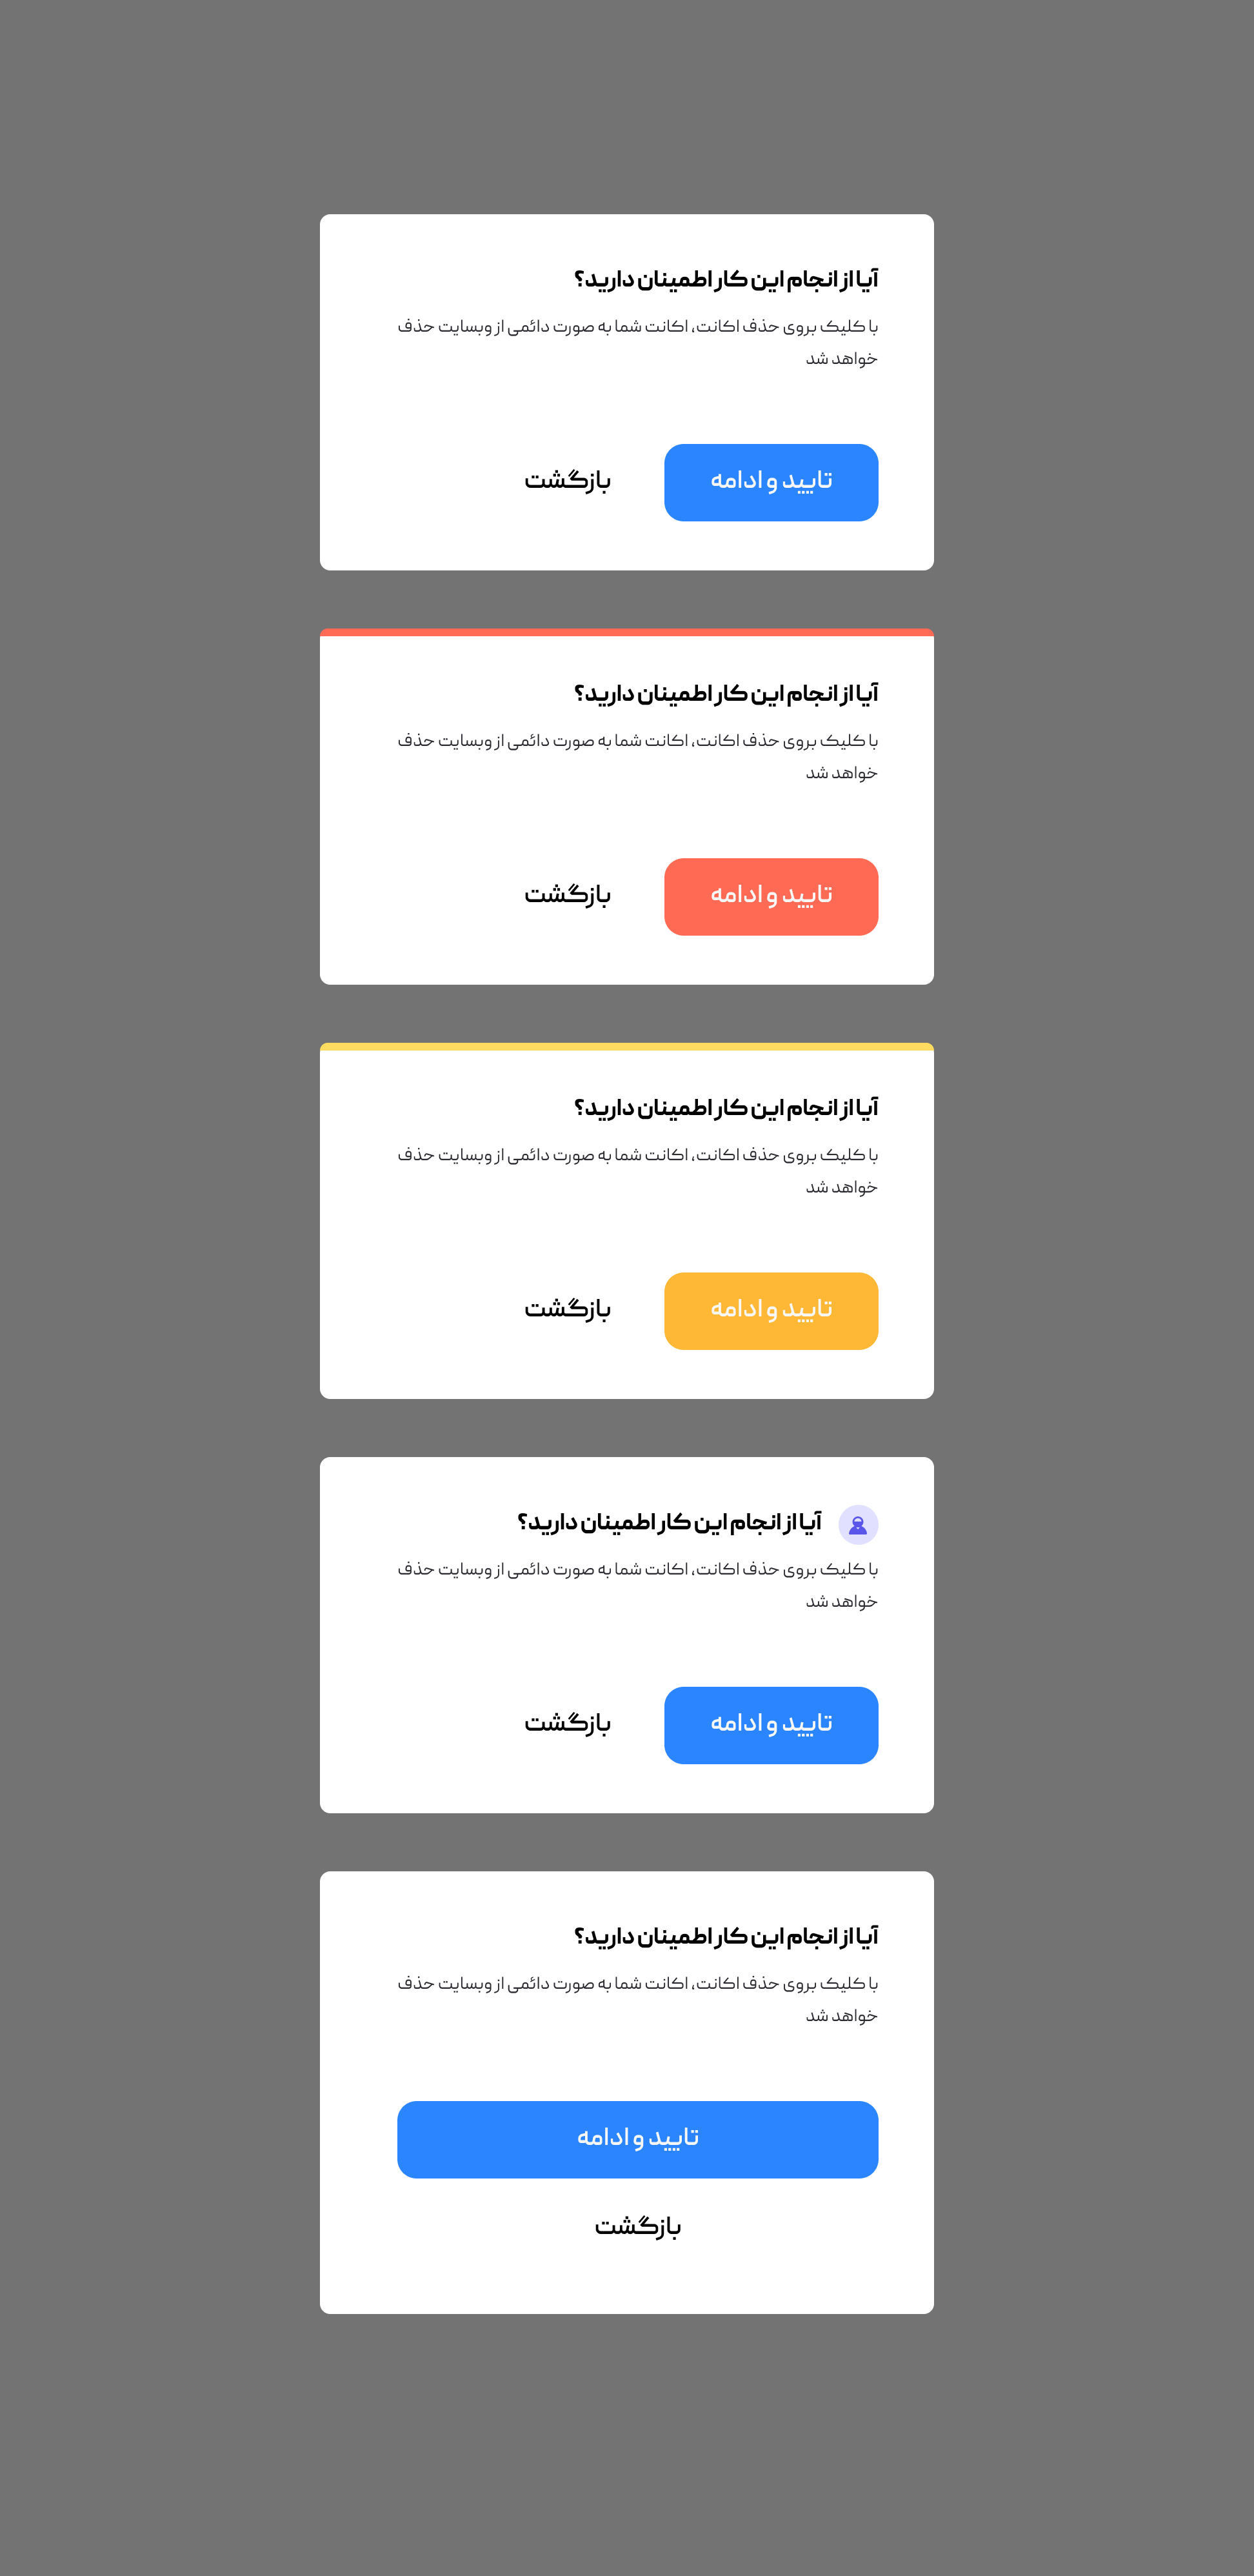 آیا از انجام این کار اطمینان دارید؟
با کلیک بروی حذف اکانت، اکانت شما به صورت دائمی از وبسایت حذف
خواهد شد
تایید و ادامه
بازگشت
آیا از انجام این کار اطمینان دارید؟
با کلیک بروی حذف اکانت، اکانت شما به صورت دائمی از وبسایت حذف
خواهد شد
تایید و ادامه
بازگشت
آیا از انجام این کار اطمینان دارید؟
با کلیک بروی حذف اکانت، اکانت شما به صورت دائمی از وبسایت حذف
خواهد شد
تایید و ادامه
بازگشت
آیا از انجام این کار اطمینان دارید؟
با کلیک بروی حذف اکانت، اکانت شما به صورت دائمی از وبسایت حذف
خواهد شد
تایید و ادامه
بازگشت
آیا از انجام این کار اطمینان دارید؟
با کلیک بروی حذف اکانت، اکانت شما به صورت دائمی از وبسایت حذف
خواهد شد
تایید و ادامه
بازگشت